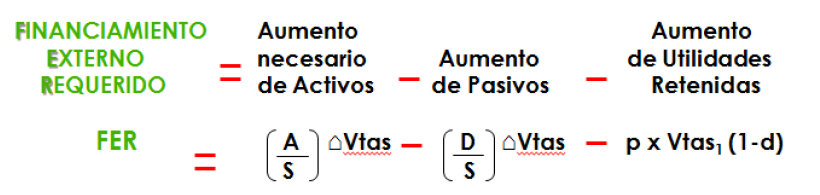 FINANCIAMIENTO Aumento Aumento
EXTERNO = necesario Aumento de Utilidades
REQUERIDO de Activos − de Pasivos − Retenidas
FER = (A/S) ⌂Vtas − (D/S) ⌂Vtas − p x Vtas₁ (1-d)